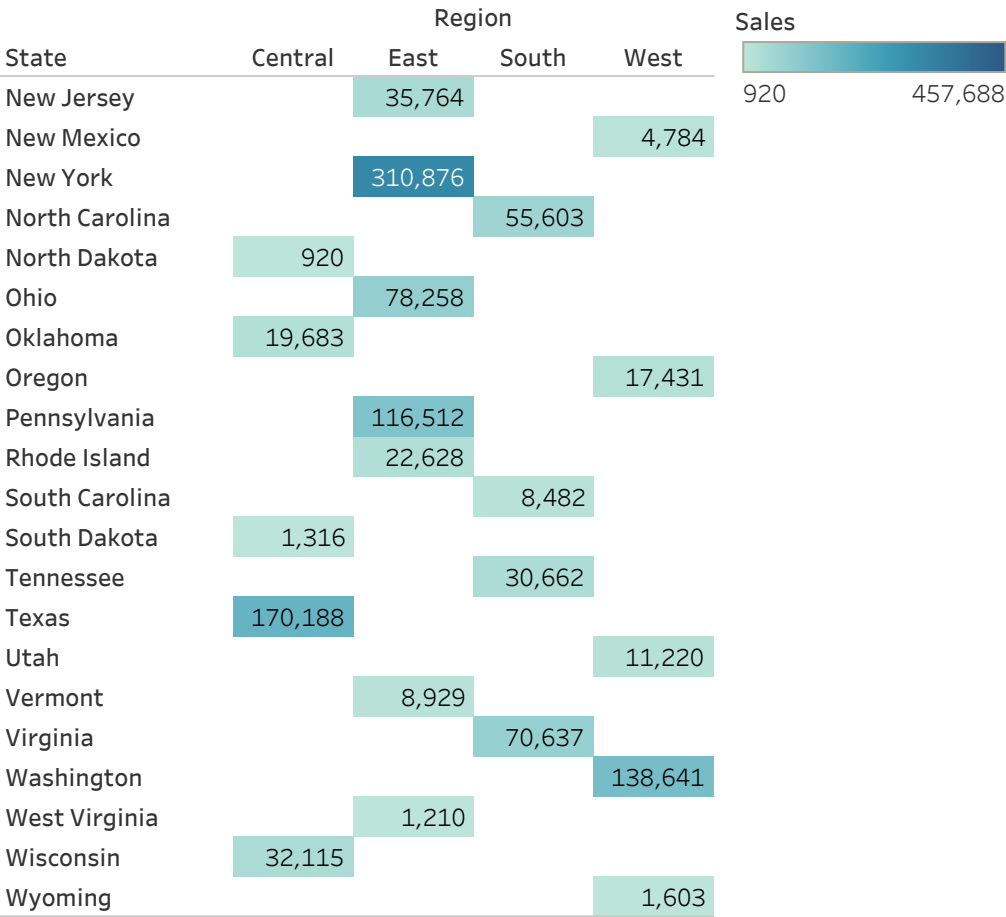 Region
Sales
State Central East South West
920 457,688
New Jersey 35,764
New Mexico 4,784
New York 310,876
North Carolina 55,603
North Dakota 920
Ohio 78,258
Oklahoma 19,683
Oregon 17,431
Pennsylvania 116,512
Rhode Island 22,628
South Carolina 8,482
South Dakota 1,316
Tennessee 30,662
Texas 170,188
Utah 11,220
Vermont 8,929
Virginia 70,637
Washington 138,641
West Virginia 1,210
Wisconsin 32,115
Wyoming 1,603